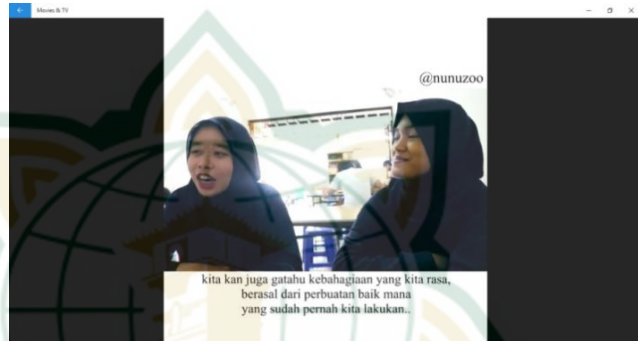 Movies & TV
@nunuzoo
kita kan juga gatahu kebahagiaan yang kita rasa,
berasal dari perbuatan baik mana
yang sudah pernah kita lakukan..